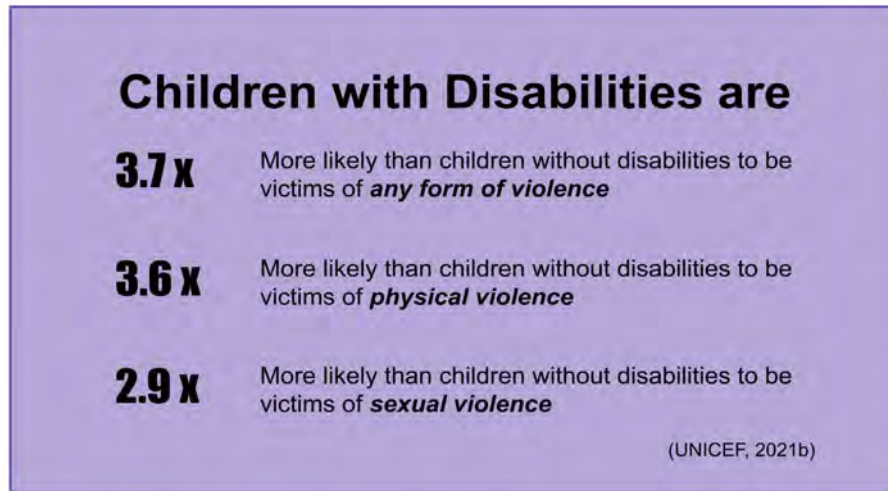 Children with Disabilities are
3.7 x
More likely than children without disabilities to be
victims of any form of violence
3.6 x
More likely than children without disabilities to be
victims of physical violence
2.9 x
More likely than children without disabilities to be
victims of sexual violence
(UNICEF, 2021b)